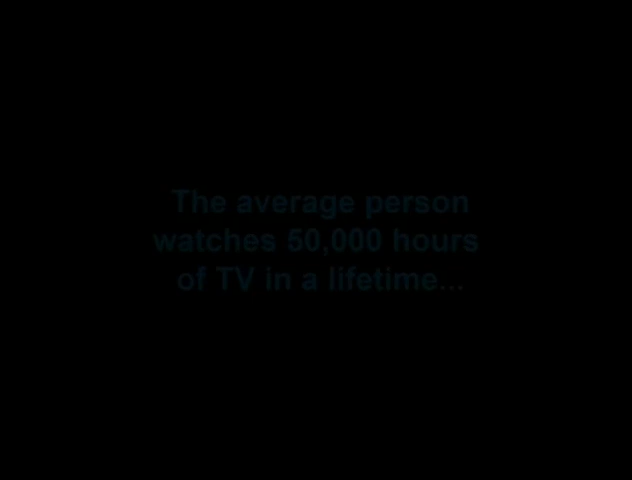 The average person
watches 50,000 hours
of TV in a lifetime...